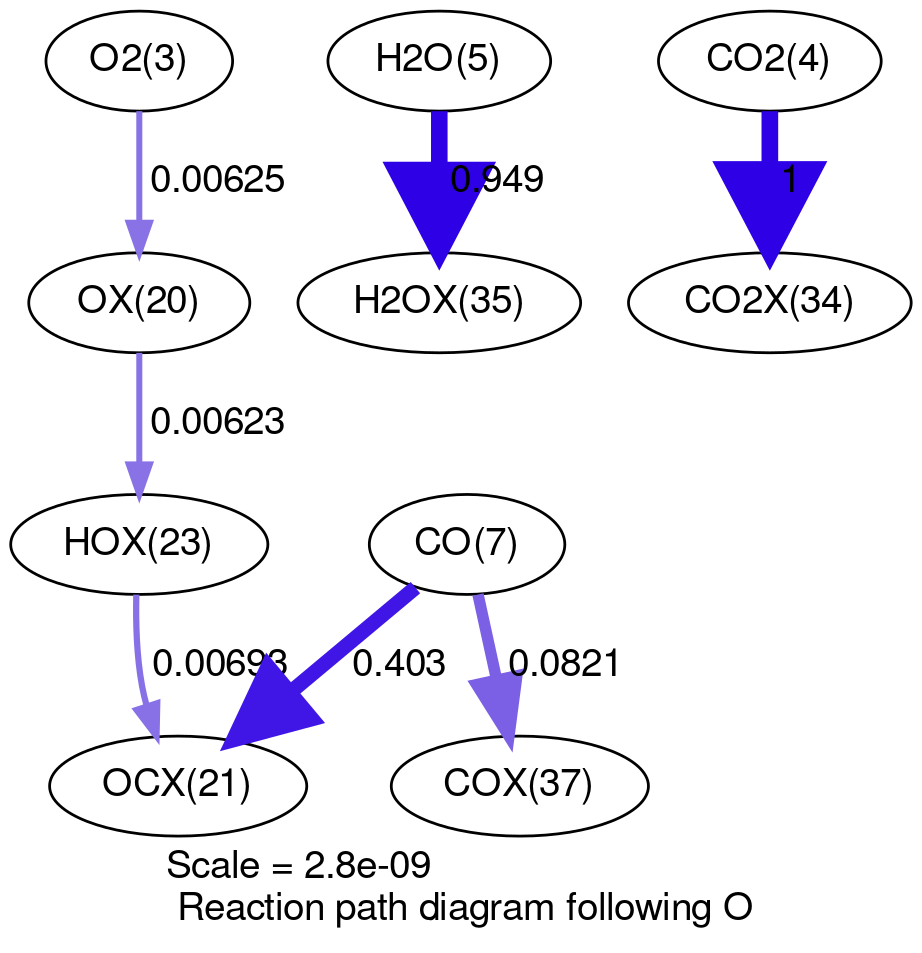 O2(3)
H2O(5)
CO2(4)
0.00625
0.949
1
OX(20)
H2OX(35)
CO2X(34)
0.00623
HOX(23)
CO(7)
0.00693
0.403
0.0821
OCX(21)
COX(37)
Scale = 2.8e-09
Reaction path diagram following O